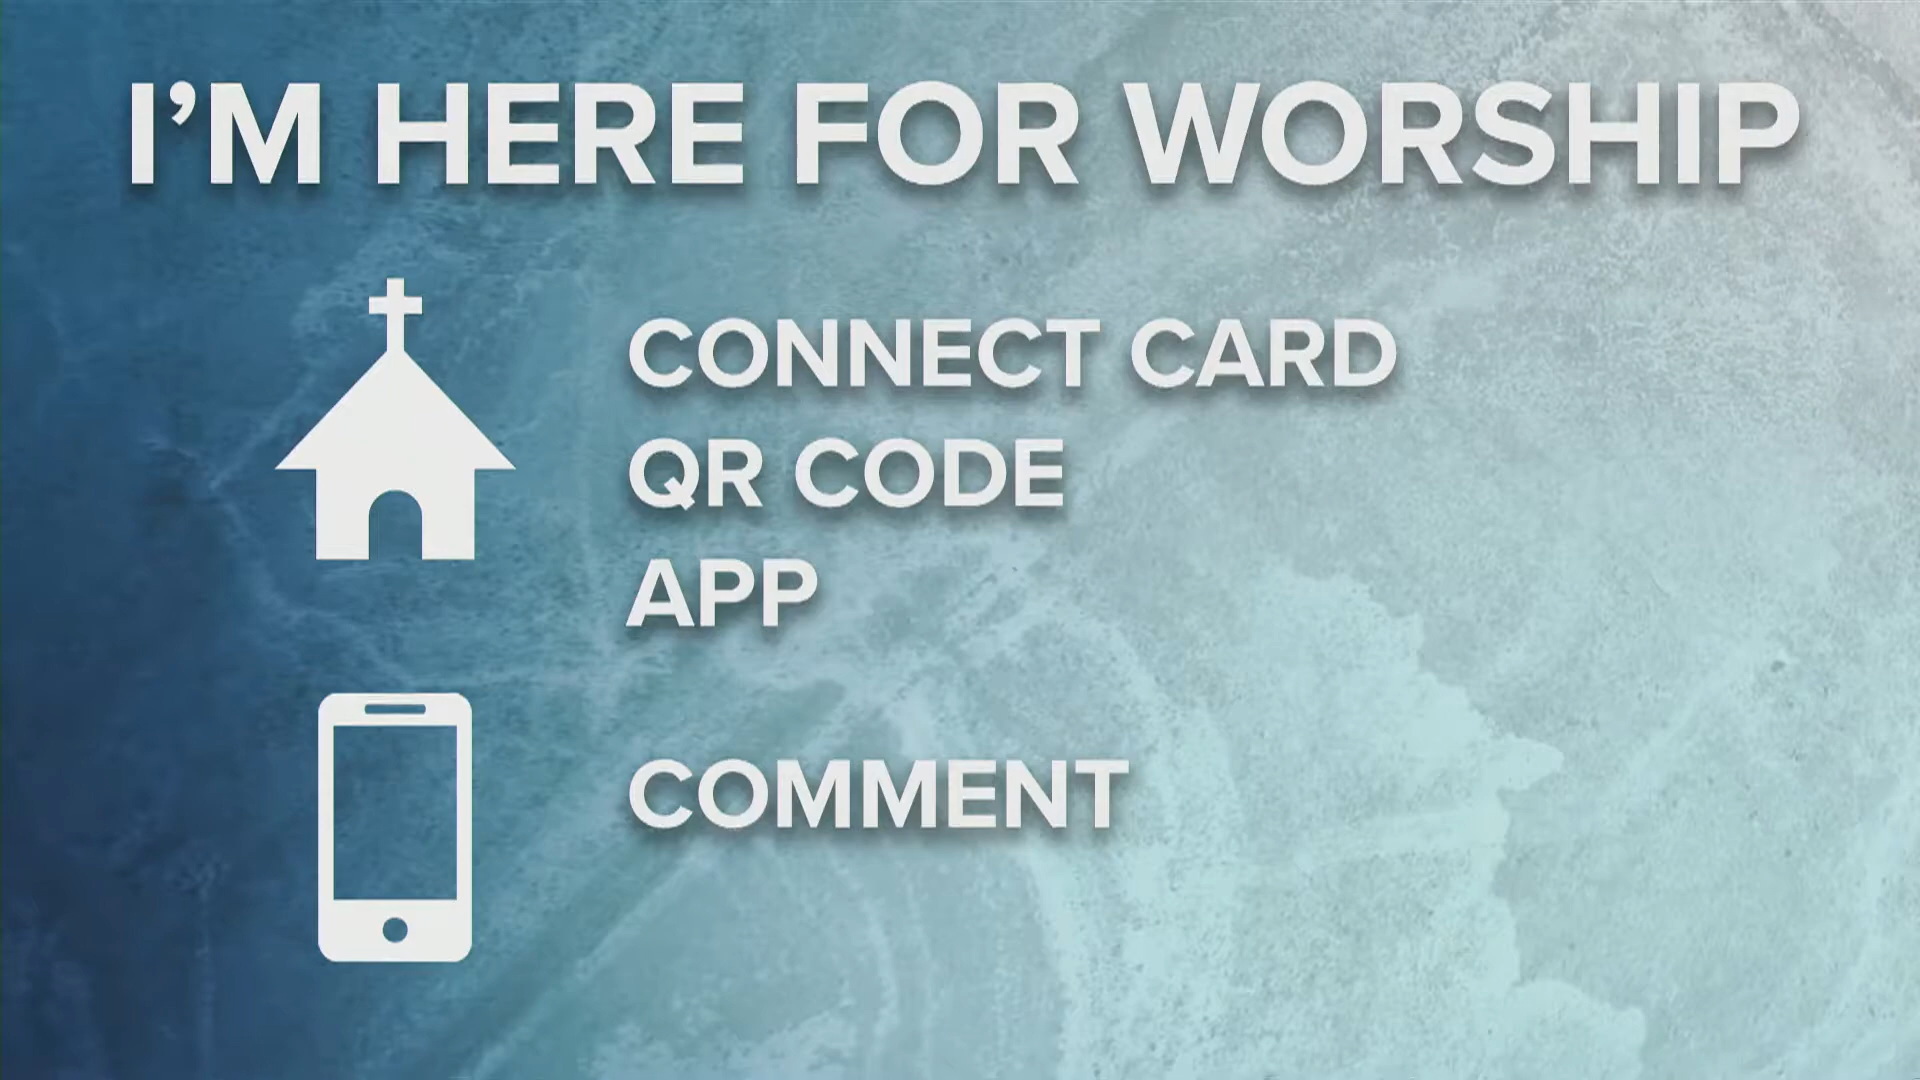 I'M HERE FOR WORSHIP
CONNECT CARD
QR CODE
APP
COMMENT